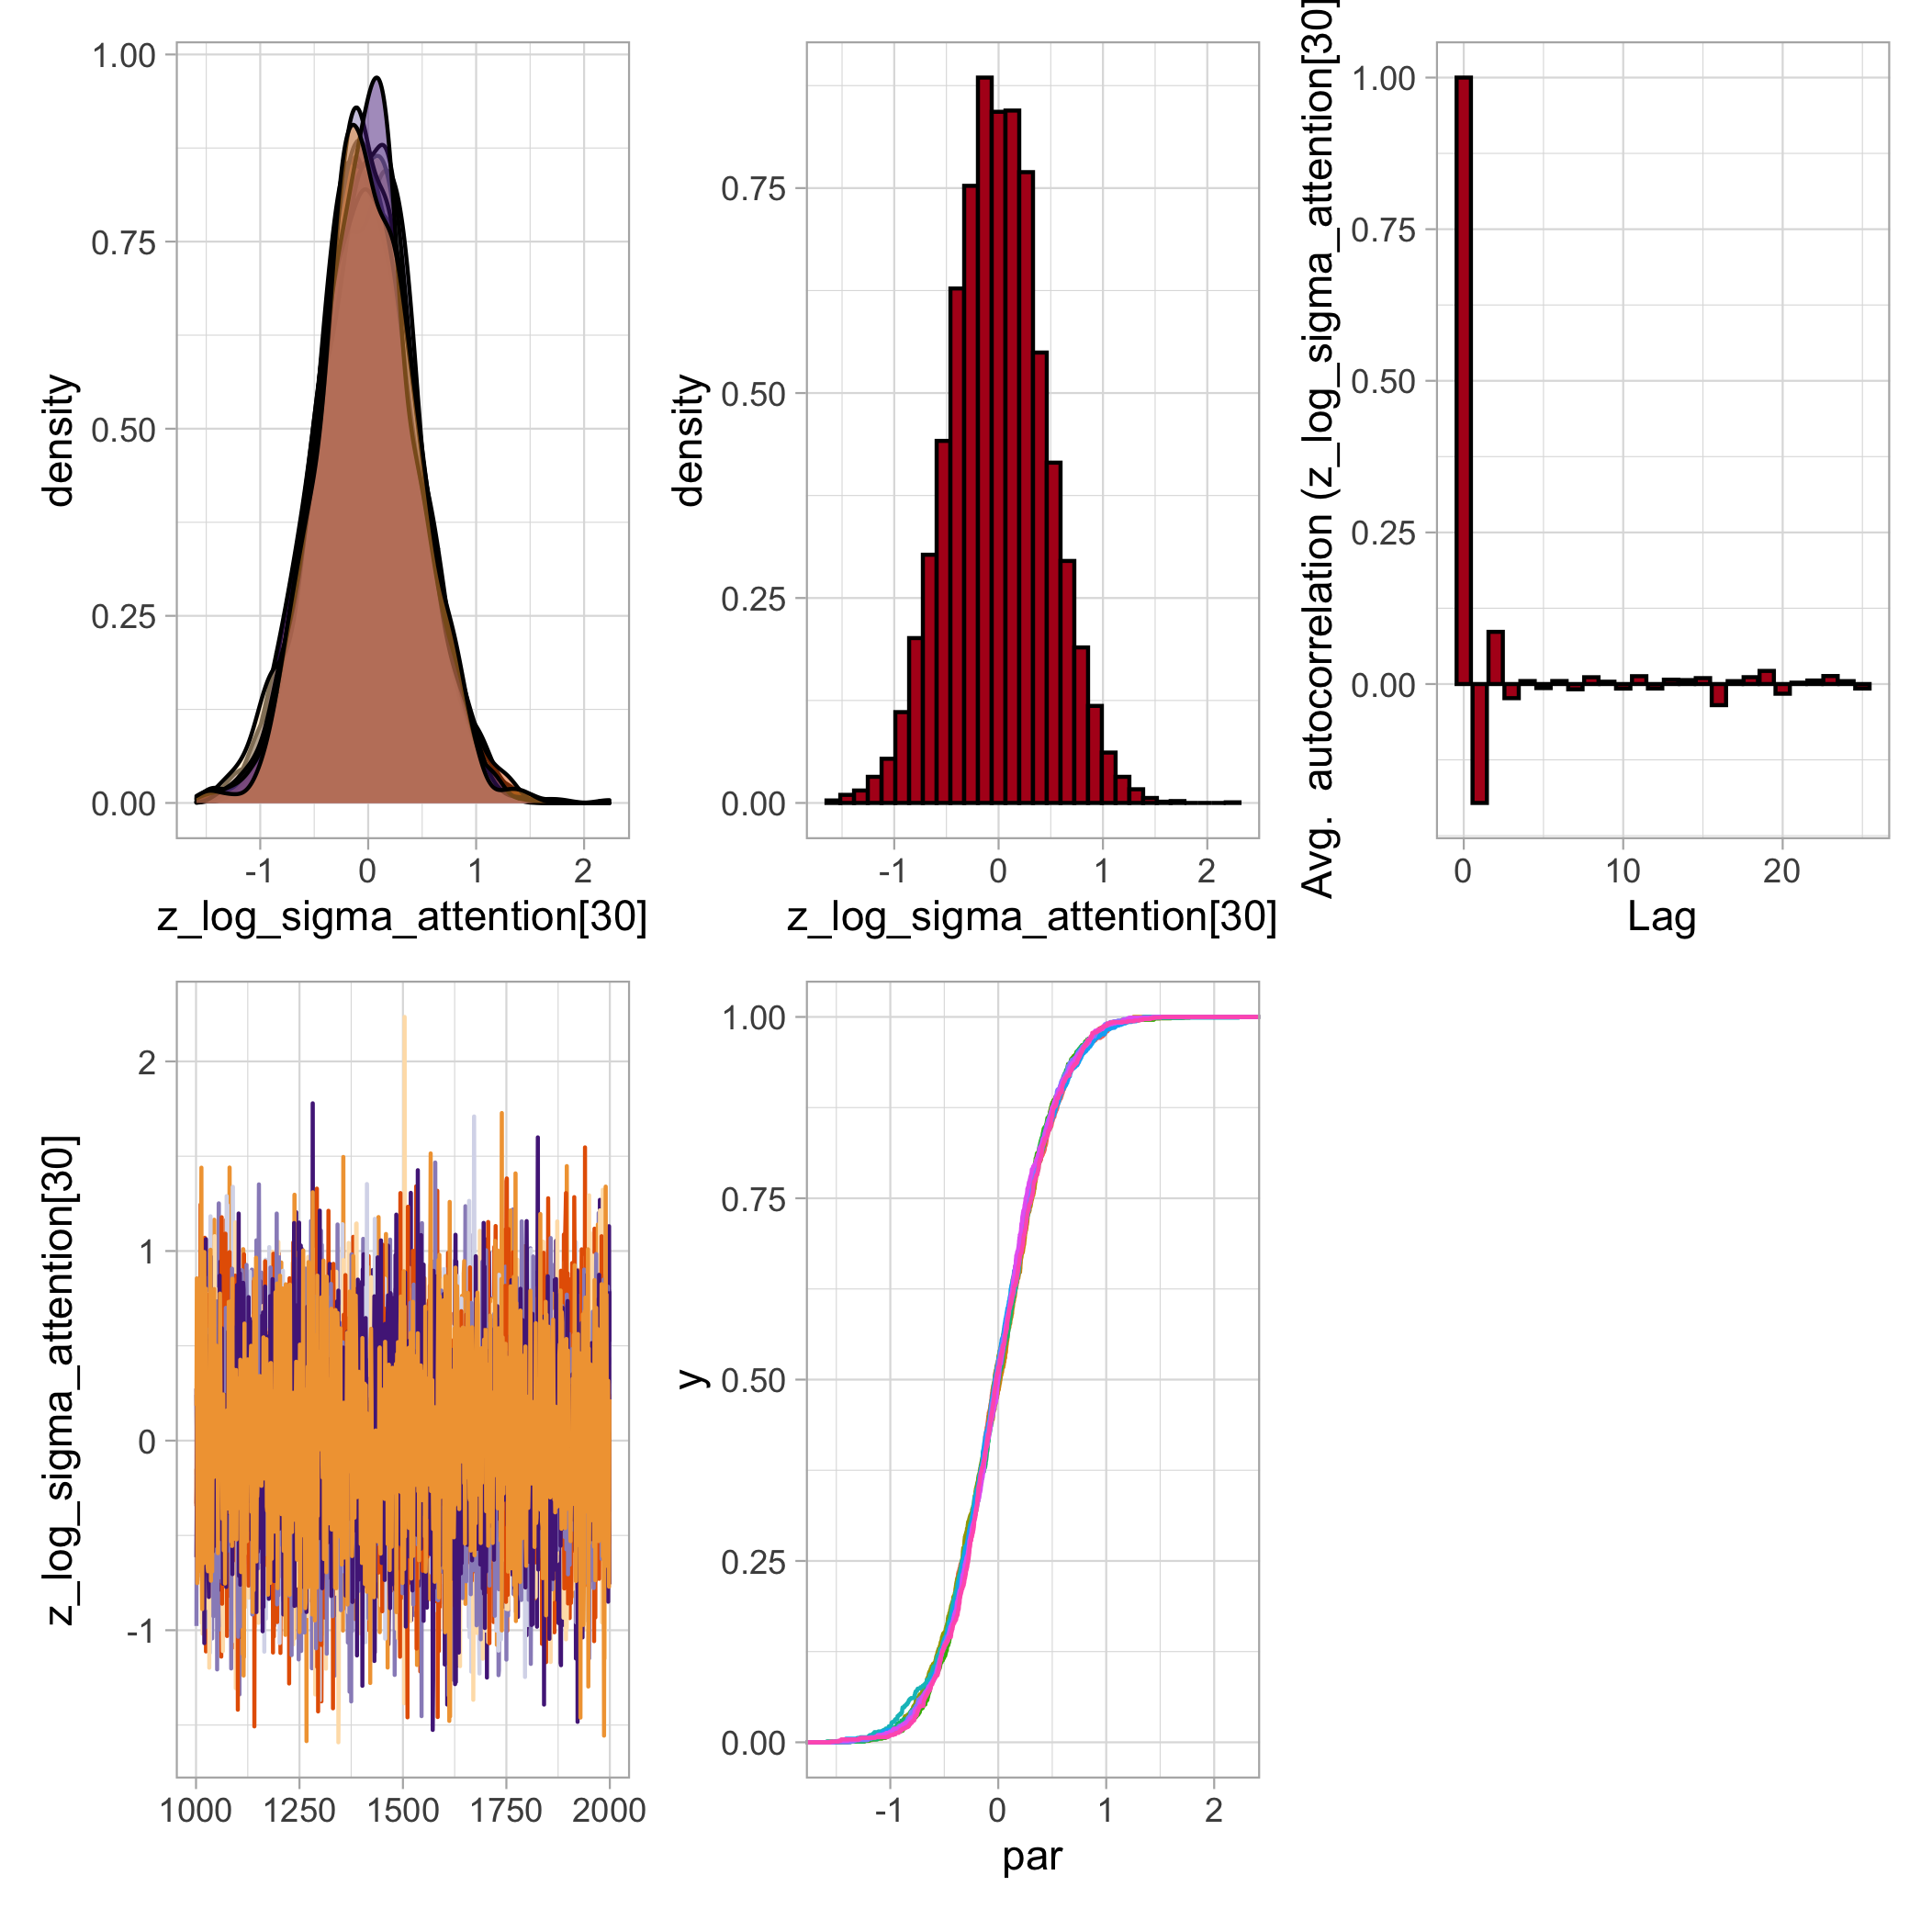 density
1.00
0.75
0.50
0.25
0.00
-1 0 1 2
z_log_sigma_attention[30]
density
0.75
0.50
0.25
0.00
-1 0 1 2
z_log_sigma_attention[30]
Avg. autocorrelation (z_log_sigma_attention[30]
1.00
0.75
0.50
0.25
0.00
0 10 20
Lag
z_log_sigma_attention[30]
2
1
0
-1
1000 1250 1500 1750 2000
y
1.00
0.75
0.50
0.25
0.00
-1 0 1 2
par